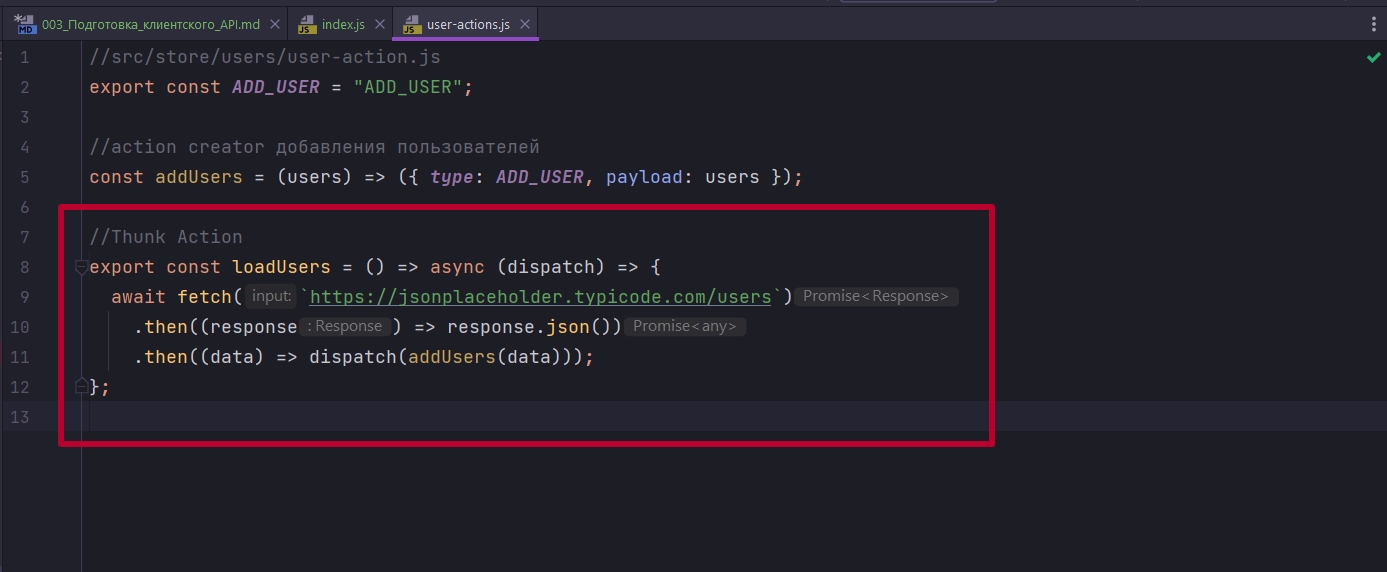 MD 003_Подготовка_клиентского_API.md
JS index.js
JS user-actions.js
1 //src/store/users/user-action.js
2 export const ADD_USER = "ADD_USER";
3
4 //action creator добавления пользователей
5 const addUsers = (users) => ({ type: ADD_USER, payload: users });
6
7 //Thunk Action
8 export const loadUsers = () => async (dispatch) => {
9 await fetch( input: `https://jsonplaceholder.typicode.com/users`) Promise<Response>
10 .then((response : Response ) => response.json()) Promise<any>
11 .then((data) => dispatch(addUsers(data)));
12 };
13